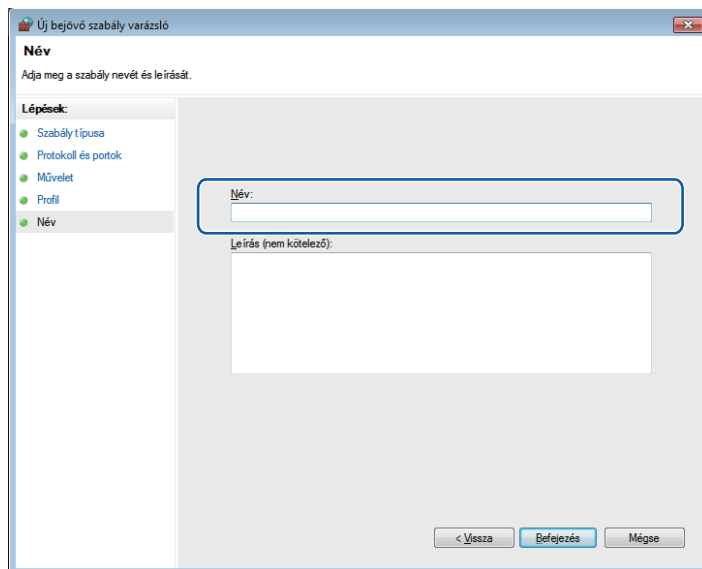 Új bejövő szabály varázsló
Név
Adja meg a szabály nevét és leírását.
Lépések:
Szabály típusa
Protokoll és portok
Művelet
Profil
Név
Név:
Leírás (nem kötelező):
< Vissza
Befejezés
Mégse